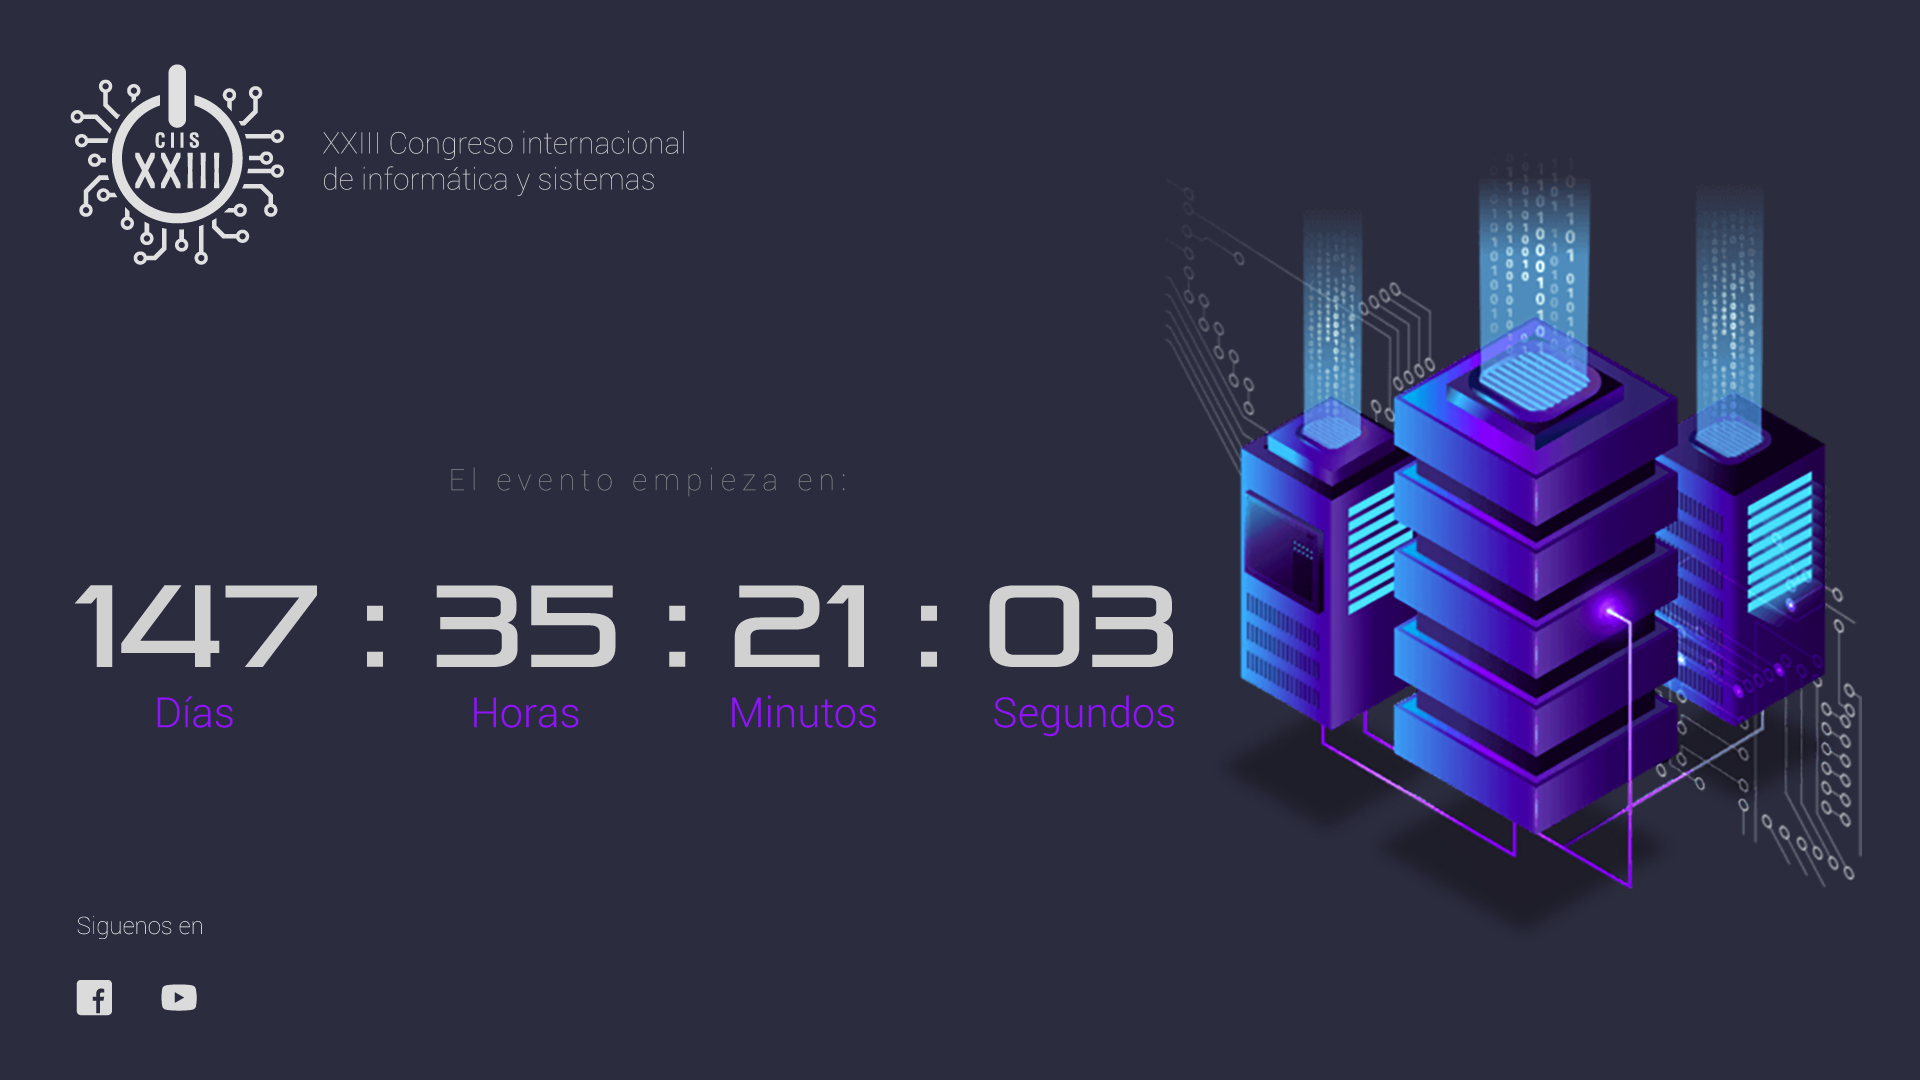 CIIS
XXIII
XXIII Congreso internacional
de informática y sistemas
El evento empieza en:
147 : 35 : 21 : 03
Días Horas Minutos Segundos
Siguenos en